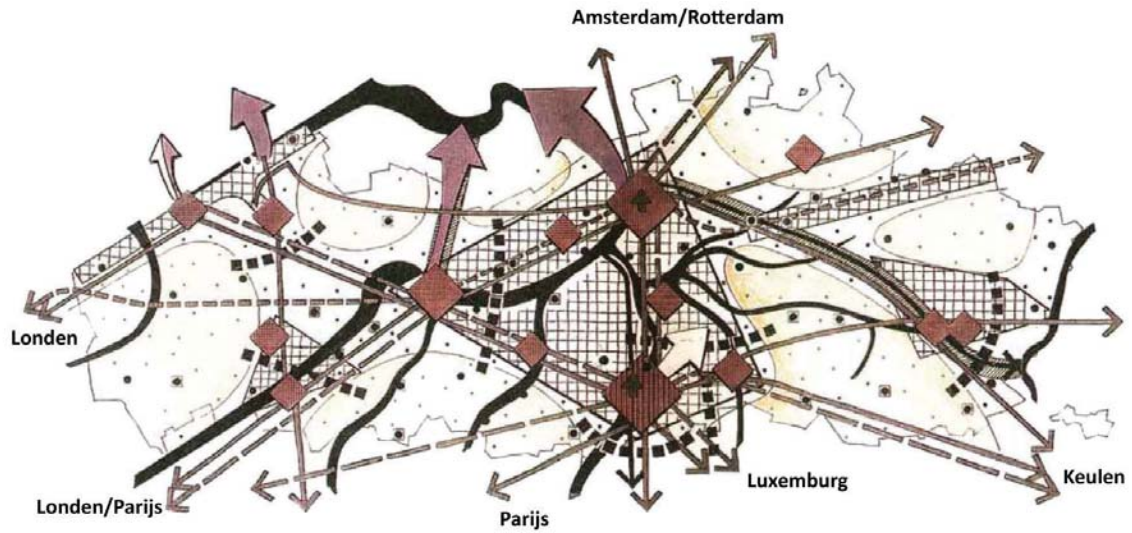 Amsterdam/Rotterdam
Londen
Londen/Parijs
Parijs
Luxemburg
Keulen